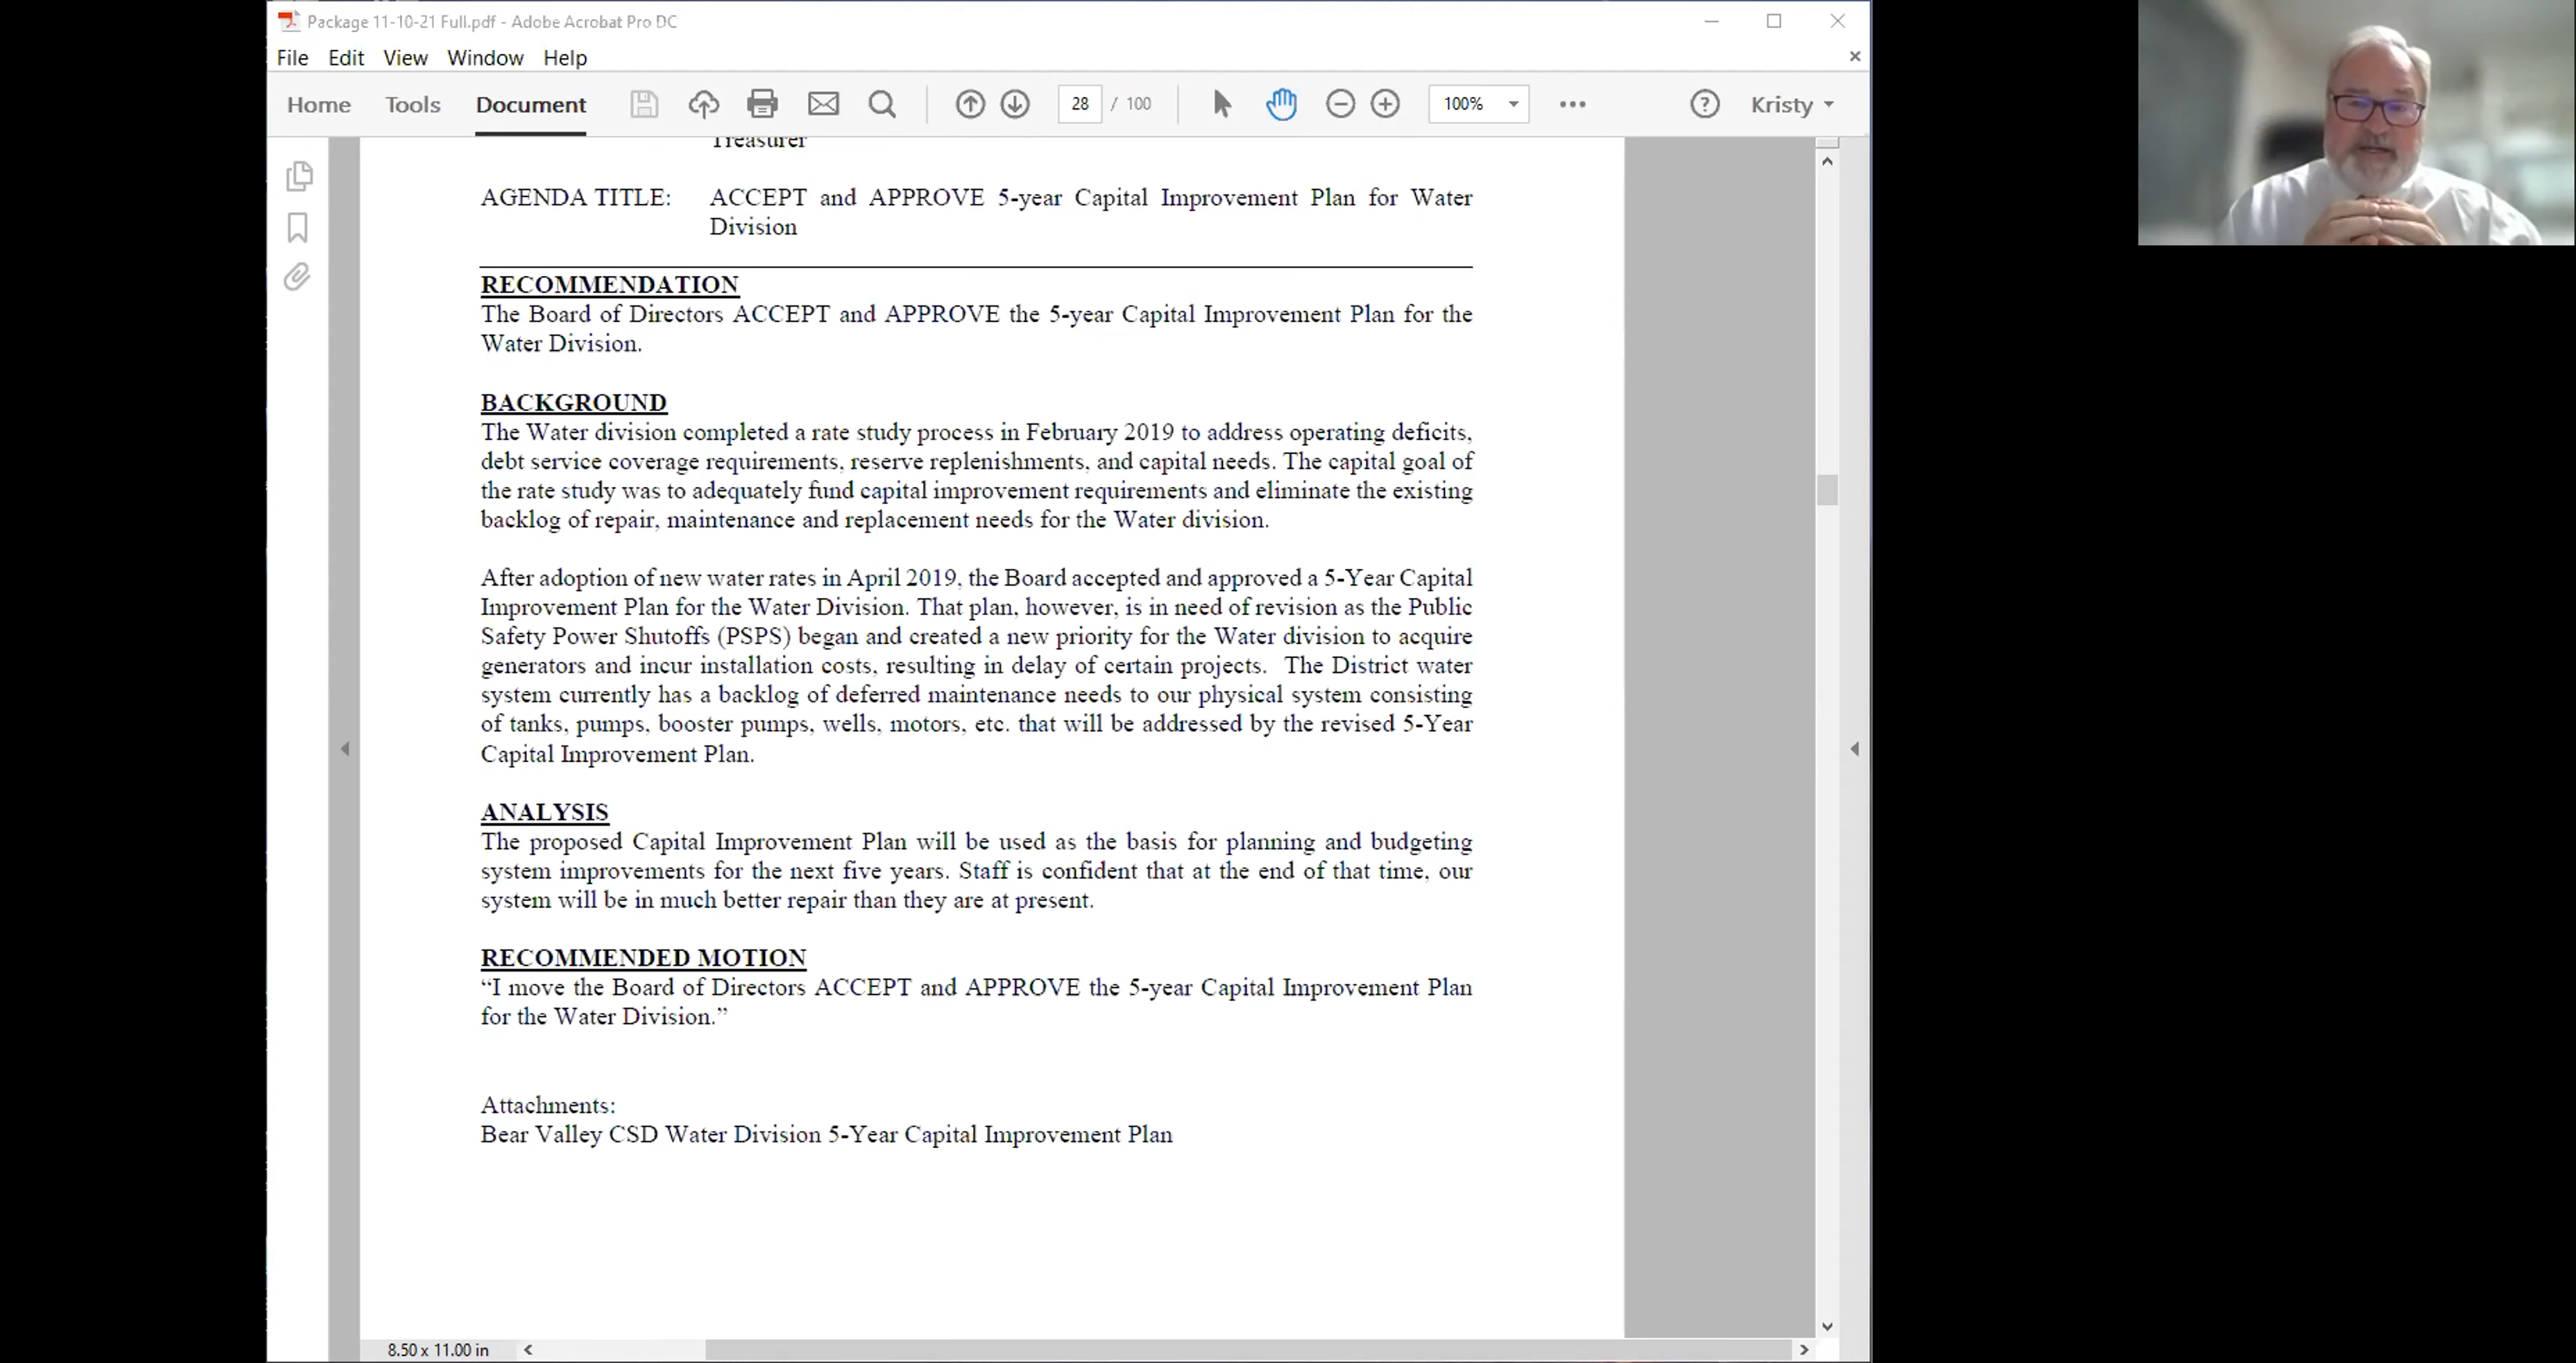 Package 11-10-21 Full.pdf - Adobe Acrobat Pro DC
File Edit View Window Help
Home Tools Document 28 / 100 100% Kristy
Treasurer
AGENDA TITLE: ACCEPT and APPROVE 5-year Capital Improvement Plan for Water
Division
RECOMMENDATION
The Board of Directors ACCEPT and APPROVE the 5-year Capital Improvement Plan for the
Water Division.
BACKGROUND
The Water division completed a rate study process in February 2019 to address operating deficits,
debt service coverage requirements, reserve replenishments, and capital needs. The capital goal of
the rate study was to adequately fund capital improvement requirements and eliminate the existing
backlog of repair, maintenance and replacement needs for the Water division.
After adoption of new water rates in April 2019, the Board accepted and approved a 5-Year Capital
Improvement Plan for the Water Division. That plan, however, is in need of revision as the Public
Safety Power Shutoffs (PSPS) began and created a new priority for the Water division to acquire
generators and incur installation costs, resulting in delay of certain projects. The District water
system currently has a backlog of deferred maintenance needs to our physical system consisting
of tanks, pumps, booster pumps, wells, motors, etc. that will be addressed by the revised 5-Year
Capital Improvement Plan.
ANALYSIS
The proposed Capital Improvement Plan will be used as the basis for planning and budgeting
system improvements for the next five years. Staff is confident that at the end of that time, our
system will be in much better repair than they are at present.
RECOMMENDED MOTION
“I move the Board of Directors ACCEPT and APPROVE the 5-year Capital Improvement Plan
for the Water Division.”
Attachments:
Bear Valley CSD Water Division 5-Year Capital Improvement Plan
8.50 x 11.00 in